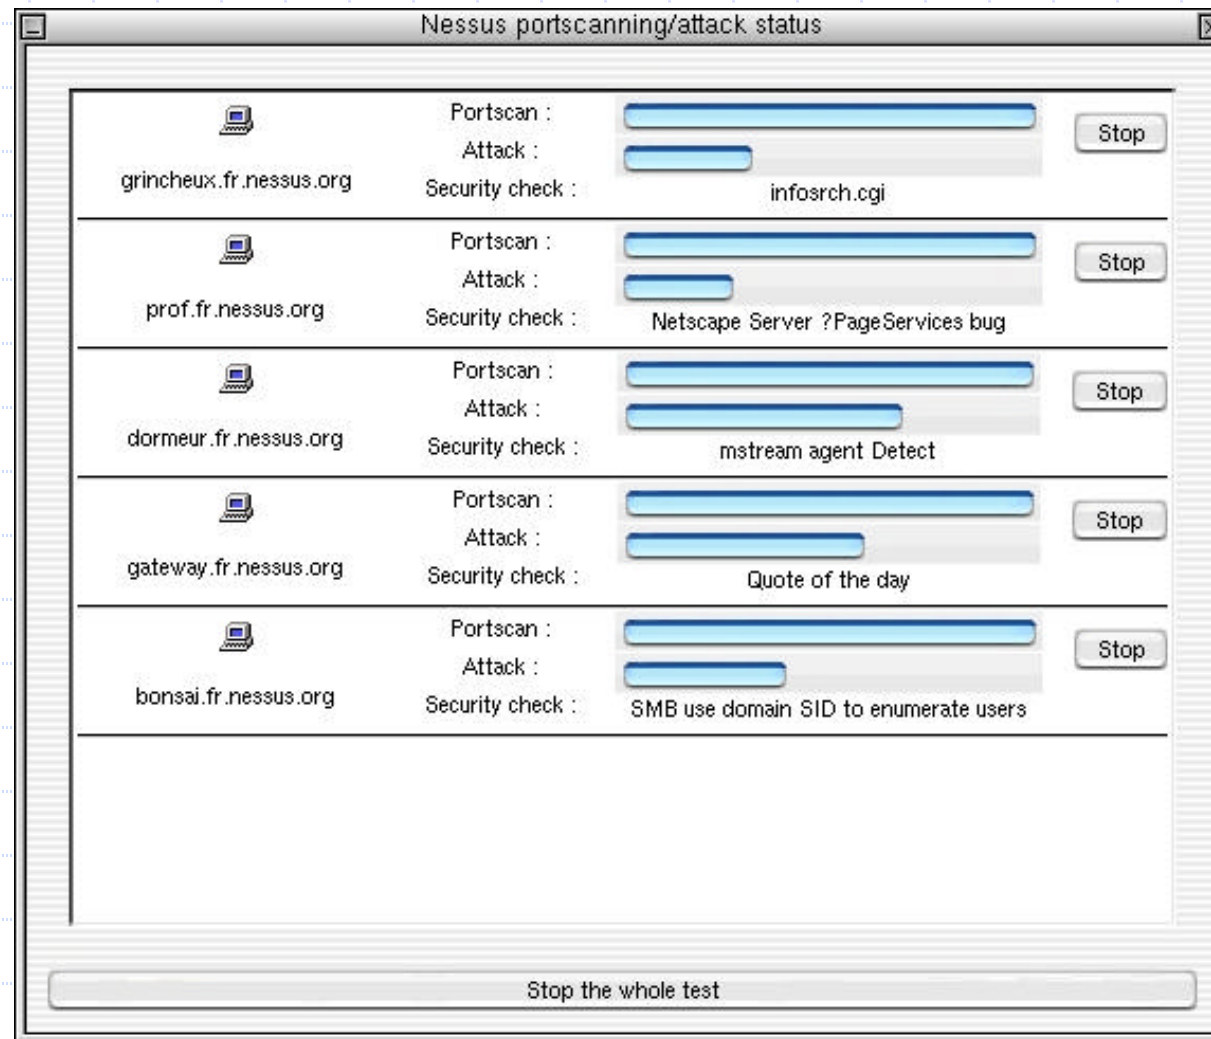 Nessus portscanning/attack status
Portscan :
Attack :
grincheux.fr.nessus.org
Security check :
infosrch.cgi
Stop
Portscan :
Attack :
prof.fr.nessus.org
Security check :
Netscape Server ?PageServices bug
Stop
Portscan :
Attack :
dormeur.fr.nessus.org
Security check :
mstream agent Detect
Stop
Portscan :
Attack :
gateway.fr.nessus.org
Security check :
Quote of the day
Stop
Portscan :
Attack :
bonsai.fr.nessus.org
Security check :
SMB use domain SID to enumerate users
Stop
Stop the whole test